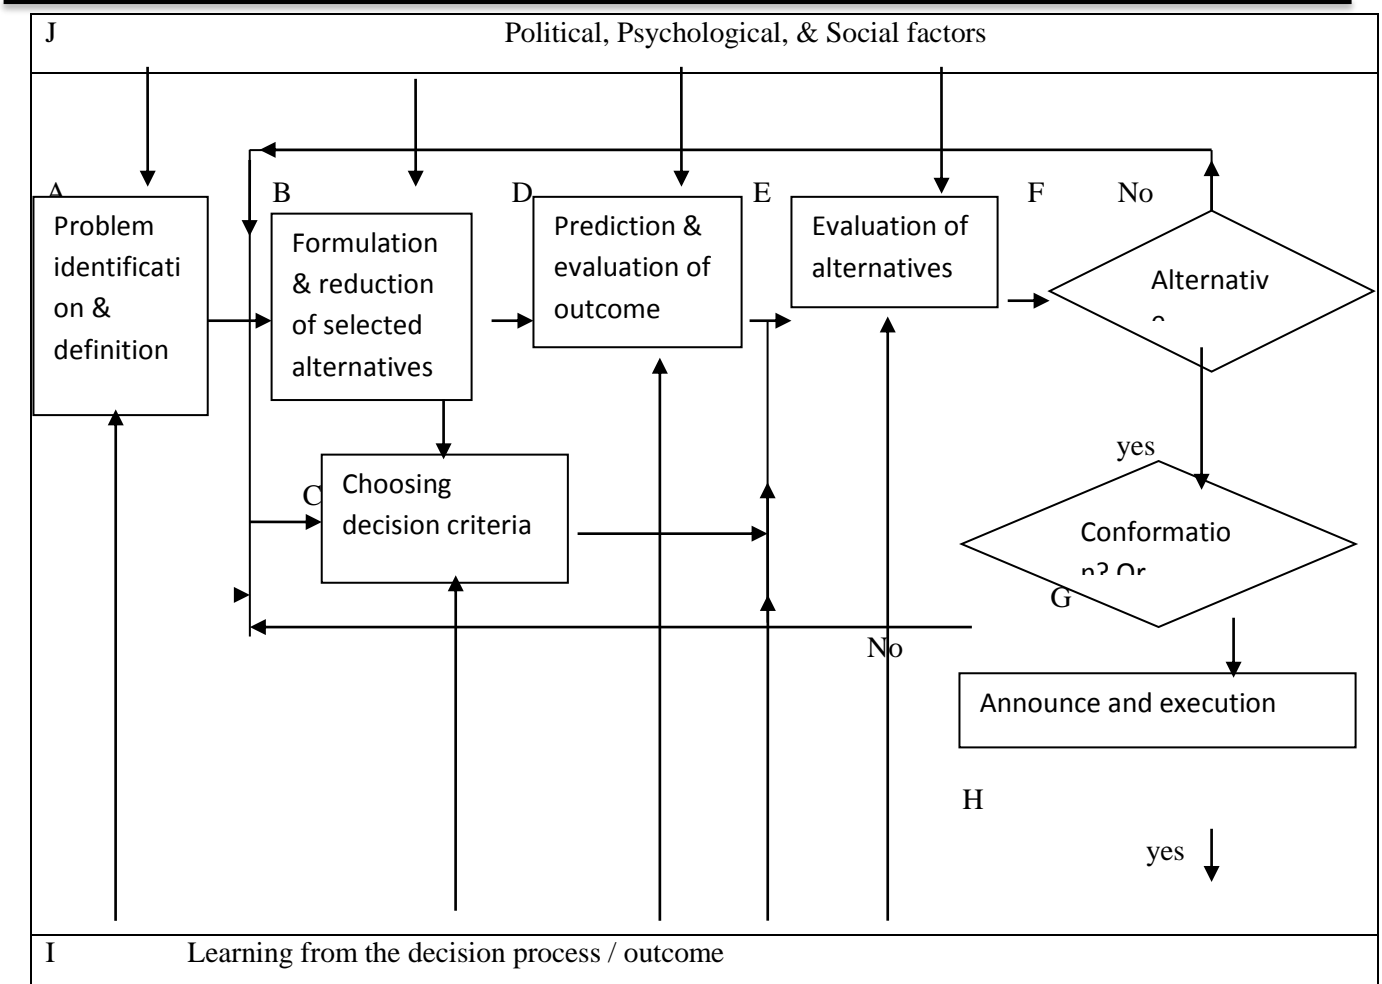 J Political, Psychological, & Social factors
A
Problem
identificati
on &
definition
B
Formulation
& reduction
of selected
alternatives
C
Choosing
decision criteria
D
Prediction &
evaluation of
outcome
E
Evaluation of
alternatives
F
No
Alternativ
e
yes
Conformatio
n? Or
G
No
Announce and execution
H
yes
I Learning from the decision process / outcome